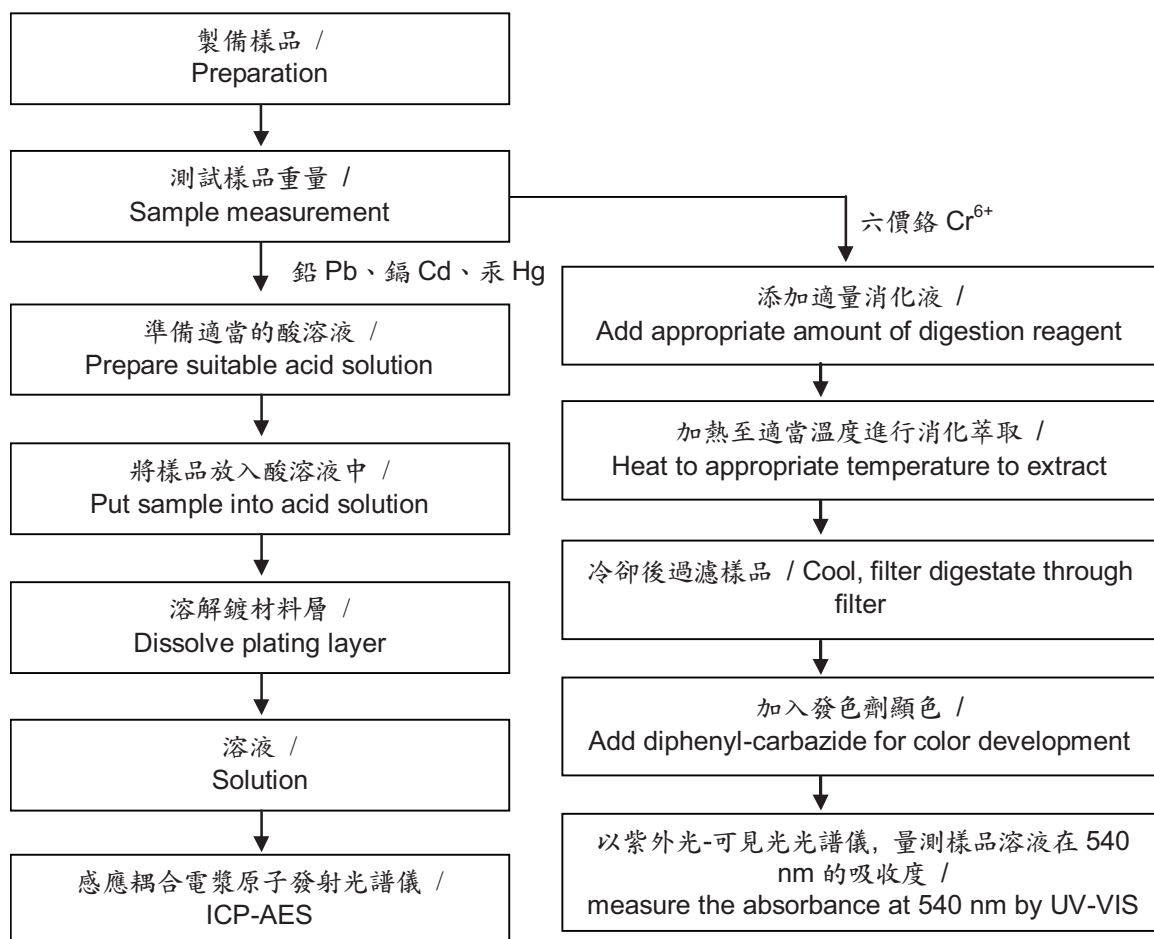 製備樣品 /
Preparation
測試樣品重量 /
Sample measurement
鉛 Pb、鎘 Cd、汞 Hg
準備適當的酸溶液 /
Prepare suitable acid solution
將樣品放入酸溶液中 /
Put sample into acid solution
溶解鍍材料層 /
Dissolve plating layer
溶液 /
Solution
感應耦合電漿原子發射光譜儀 /
ICP-AES
六價鉻 Cr⁶⁺
添加適量消化液 /
Add appropriate amount of digestion reagent
加熱至適當溫度進行消化萃取 /
Heat to appropriate temperature to extract
冷卻後過濾樣品 / Cool, filter digestate through
filter
加入發色劑顯色 /
Add diphenyl-carbazide for color development
以紫外光-可見光光譜儀, 量測樣品溶液在 540
nm 的吸收度 /
measure the absorbance at 540 nm by UV-VIS